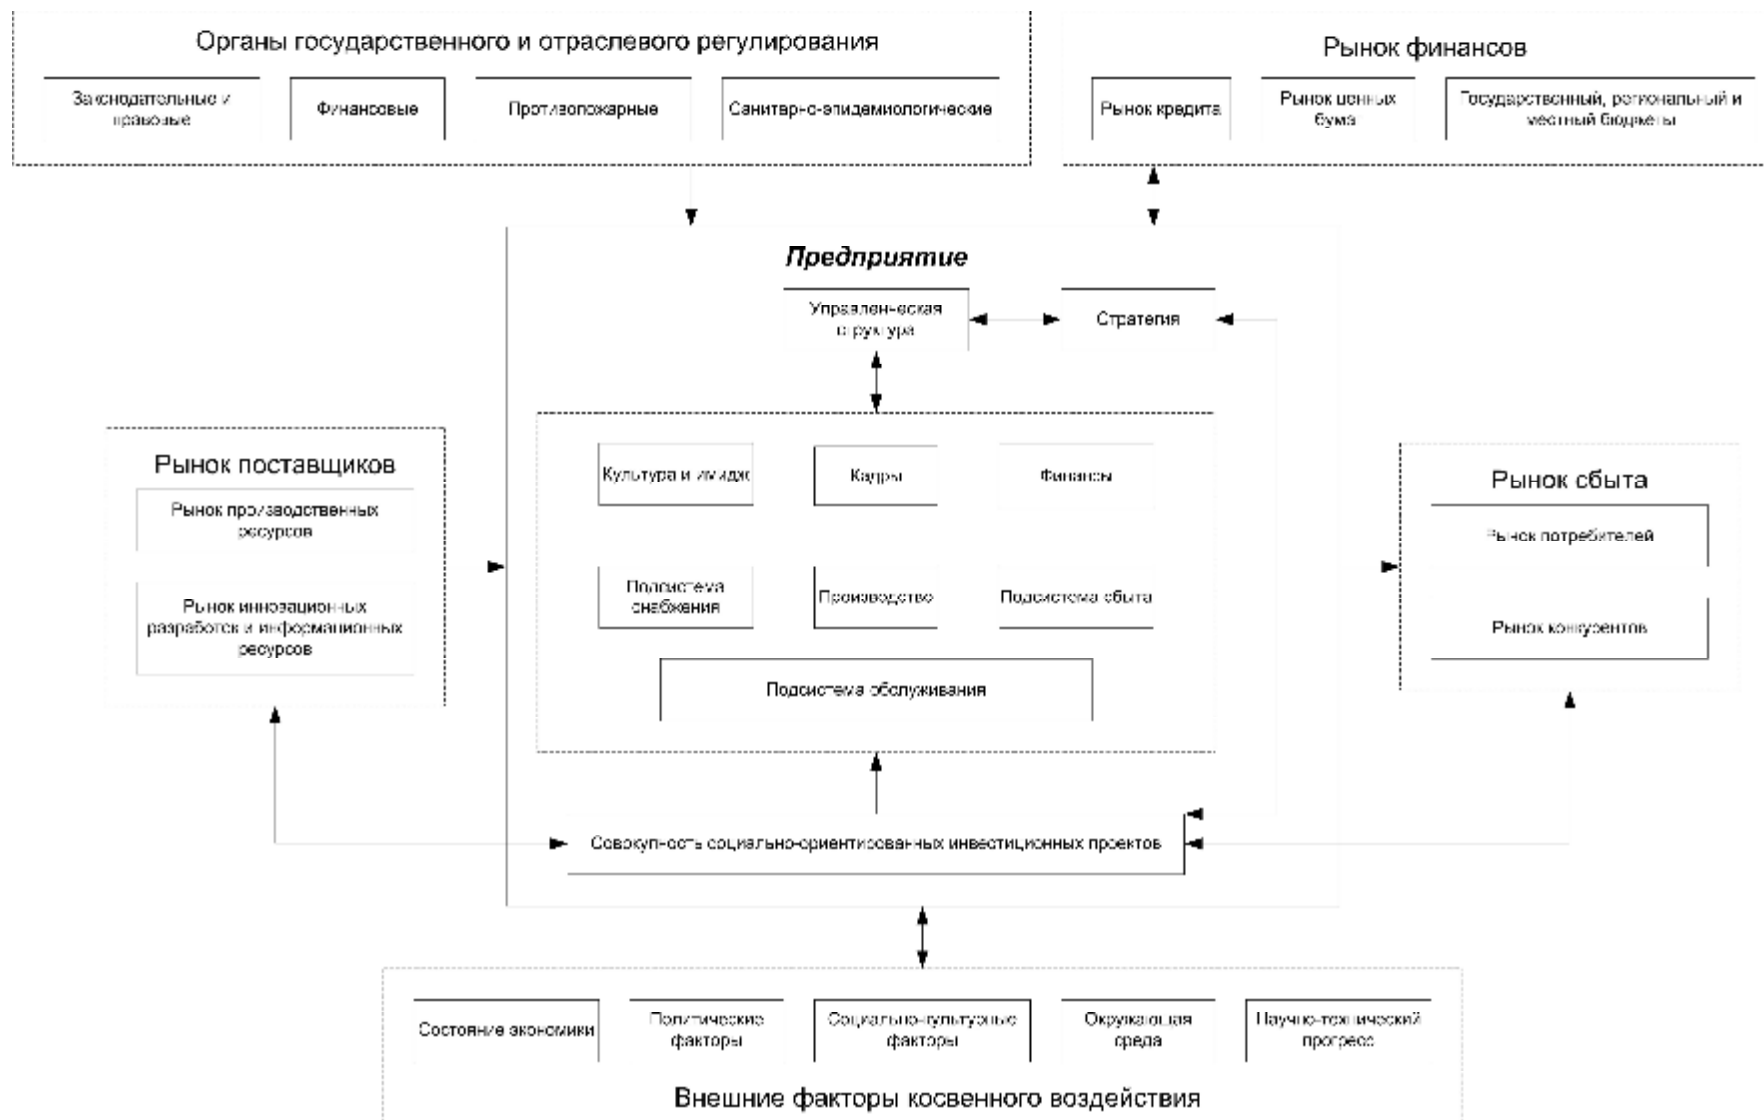 Органы государственного и отраслевого регулирования
Законодательные и
правовые
Финансовые
Противопожарные
Санитарно-эпидемиологические
Рынок финансов
Рынок кредита
Рынок ценных
бумаг
Государственный, региональный и
местный бюджеты
Предприятие
Управленческая
структура
Стратегия
Культура и имидж
Кадры
Финансы
Подсистема
снабжения
Производство
Подсистема сбыта
Подсистема обслуживания
Совокупность социально-ориентированных инвестиционных проектов
Рынок поставщиков
Рынок производственных
ресурсов
Рынок инновационных
разработок и информационных
ресурсов
Рынок сбыта
Рынок потребителей
Рынок конкурентов
Состояние экономики
Политические
факторы
Социально-культурные
факторы
Окружающая
среда
Научно-технический
прогресс
Внешние факторы косвенного воздействия